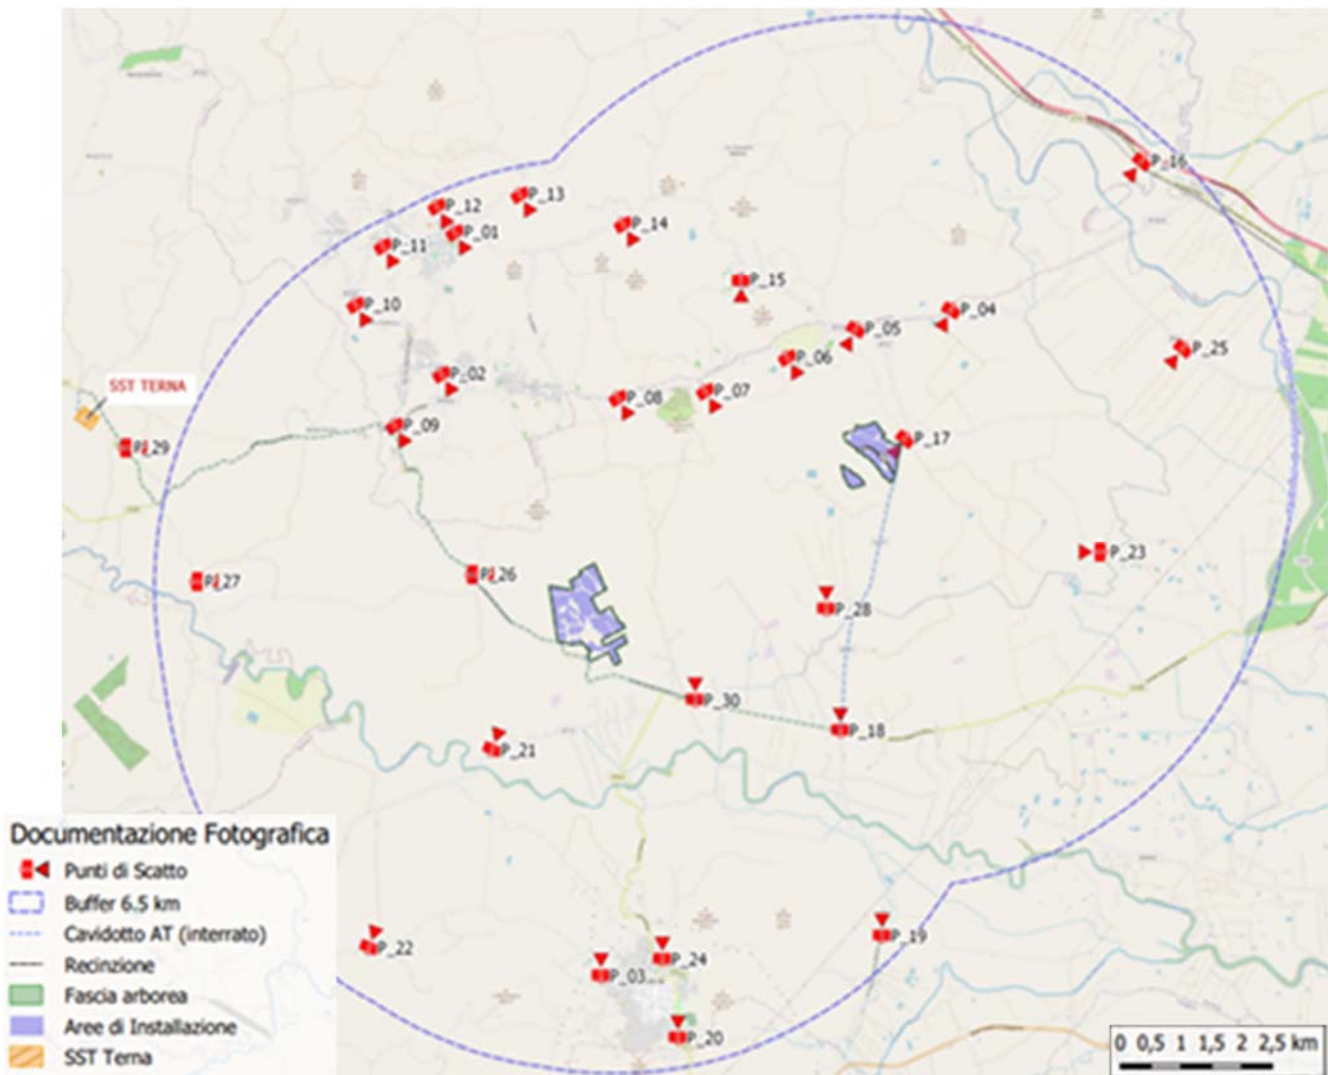 P_16
P_13
P_12
P_14
P_01
P_11
P_15
P_10
P_04
P_05
P_25
P_06
P_02
SST TERNA
P_07
P_08
P_09
P_17
P_29
P_23
P_26
P_27
P_28
P_30
P_18
P_21
Documentazione Fotografica
Punti di Scatto
Buffer 6.5 km
Cavidotto AT (interrato)
Recinzione
Fascia arborea
Aree di Installazione
SST Terna
P_22
P_19
P_24
P_03
P_20
0 0,5 1 1,5 2 2,5 km